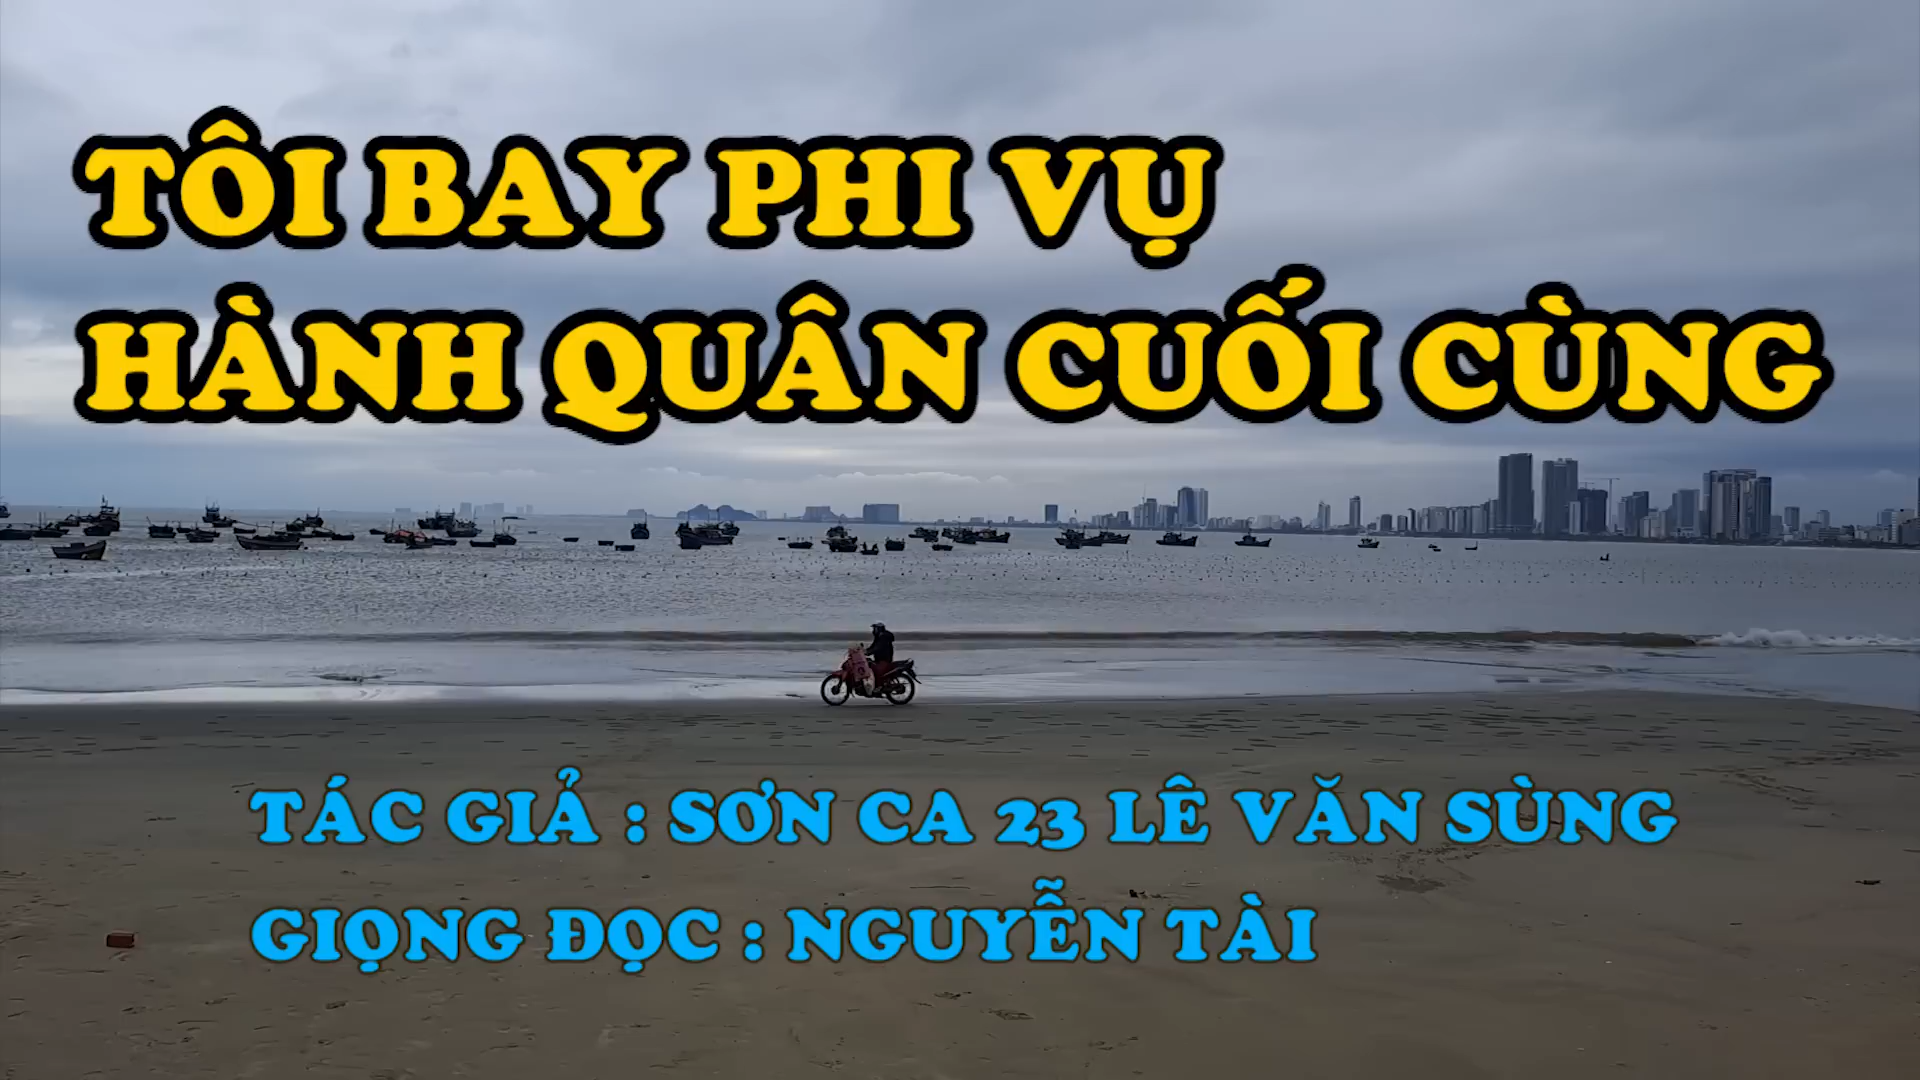 TÔI BAY PHI VỤ
HÀNH QUÂN CUỐI CÙNG
TÁC GIẢ : SƠN CA 23 LÊ VĂN SÙNG
GIỌNG ĐỌC : NGUYỄN TÀI